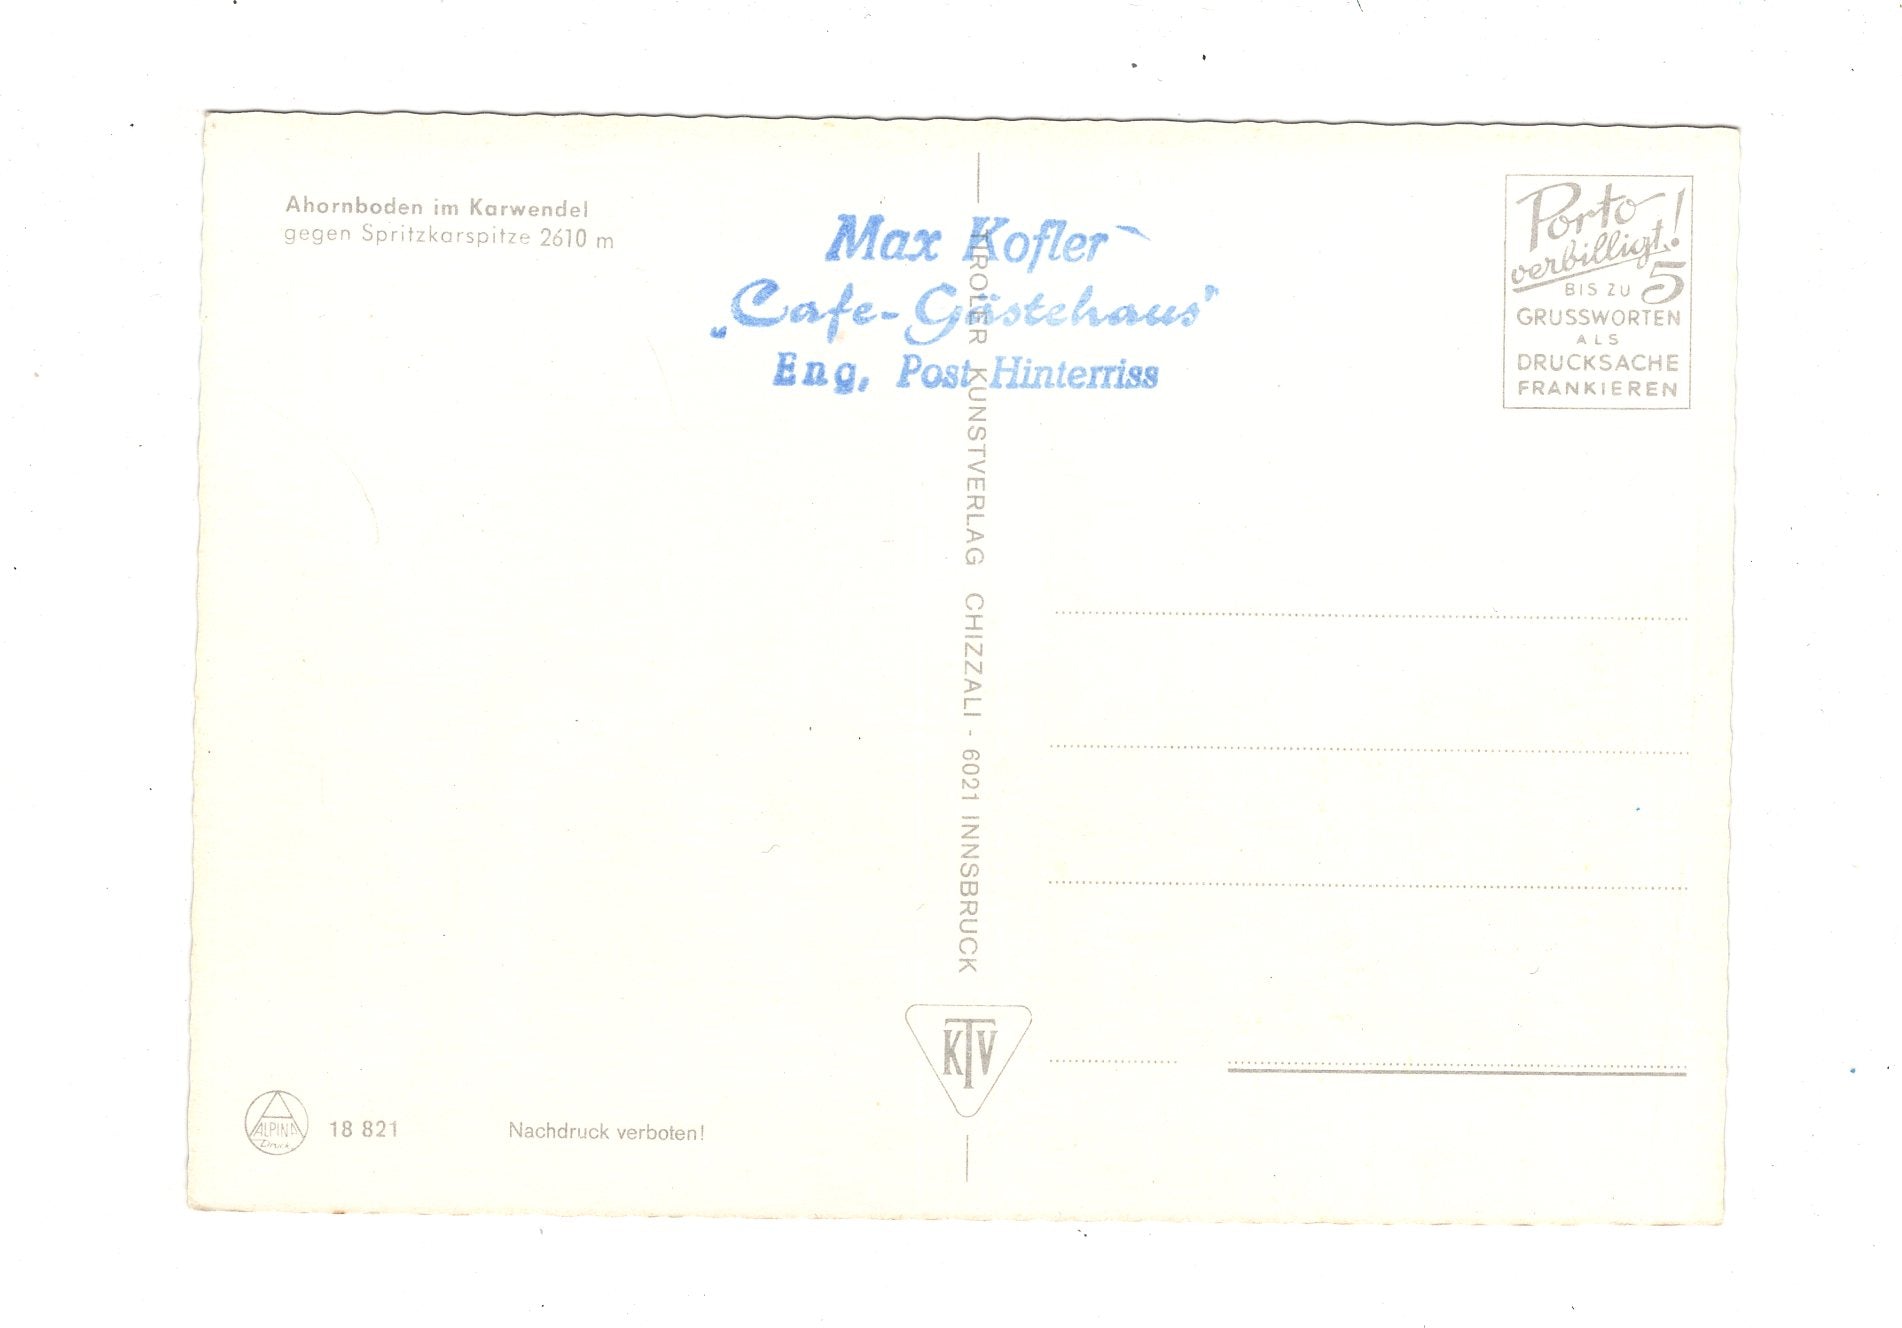 Ahornboden im Karwendel
gegen Spritzkarspitze 2610 m
Max Kofler
„Cafe-Gästehaus"
Eng, Post Hinterriss
Porto
verbilligt!
BIS ZU 5
GRUSSWORTEN
ALS
DRUCKSACHE
FRANKIEREN
TIROLER KUNSTVERLAG CHIZZALI - 6021 INNSBRUCK
KTV
ALPINA
Druck
18 821
Nachdruck verboten!